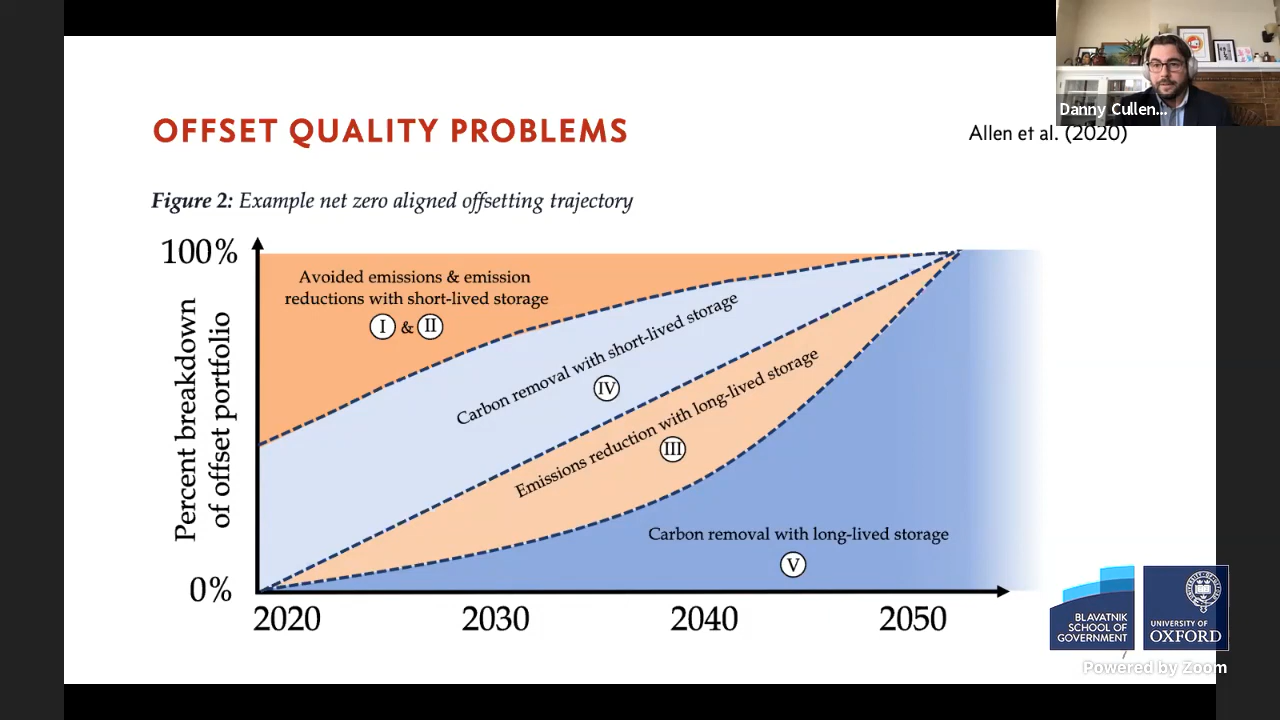 Danny Cullen...
OFFSET QUALITY PROBLEMS
Allen et al. (2020)
Figure 2: Example net zero aligned offsetting trajectory
100%
Percent breakdown
of offset portfolio
0%
Avoided emissions & emission
reductions with short-lived storage
I & II
Carbon removal with short-lived storage
IV
Emissions reduction with long-lived storage
III
Carbon removal with long-lived storage
V
2020
2030
2040
2050
BLAVATNIK
SCHOOL OF
GOVERNMENT
UNIVERSITY OF
OXFORD
Powered by Zoom